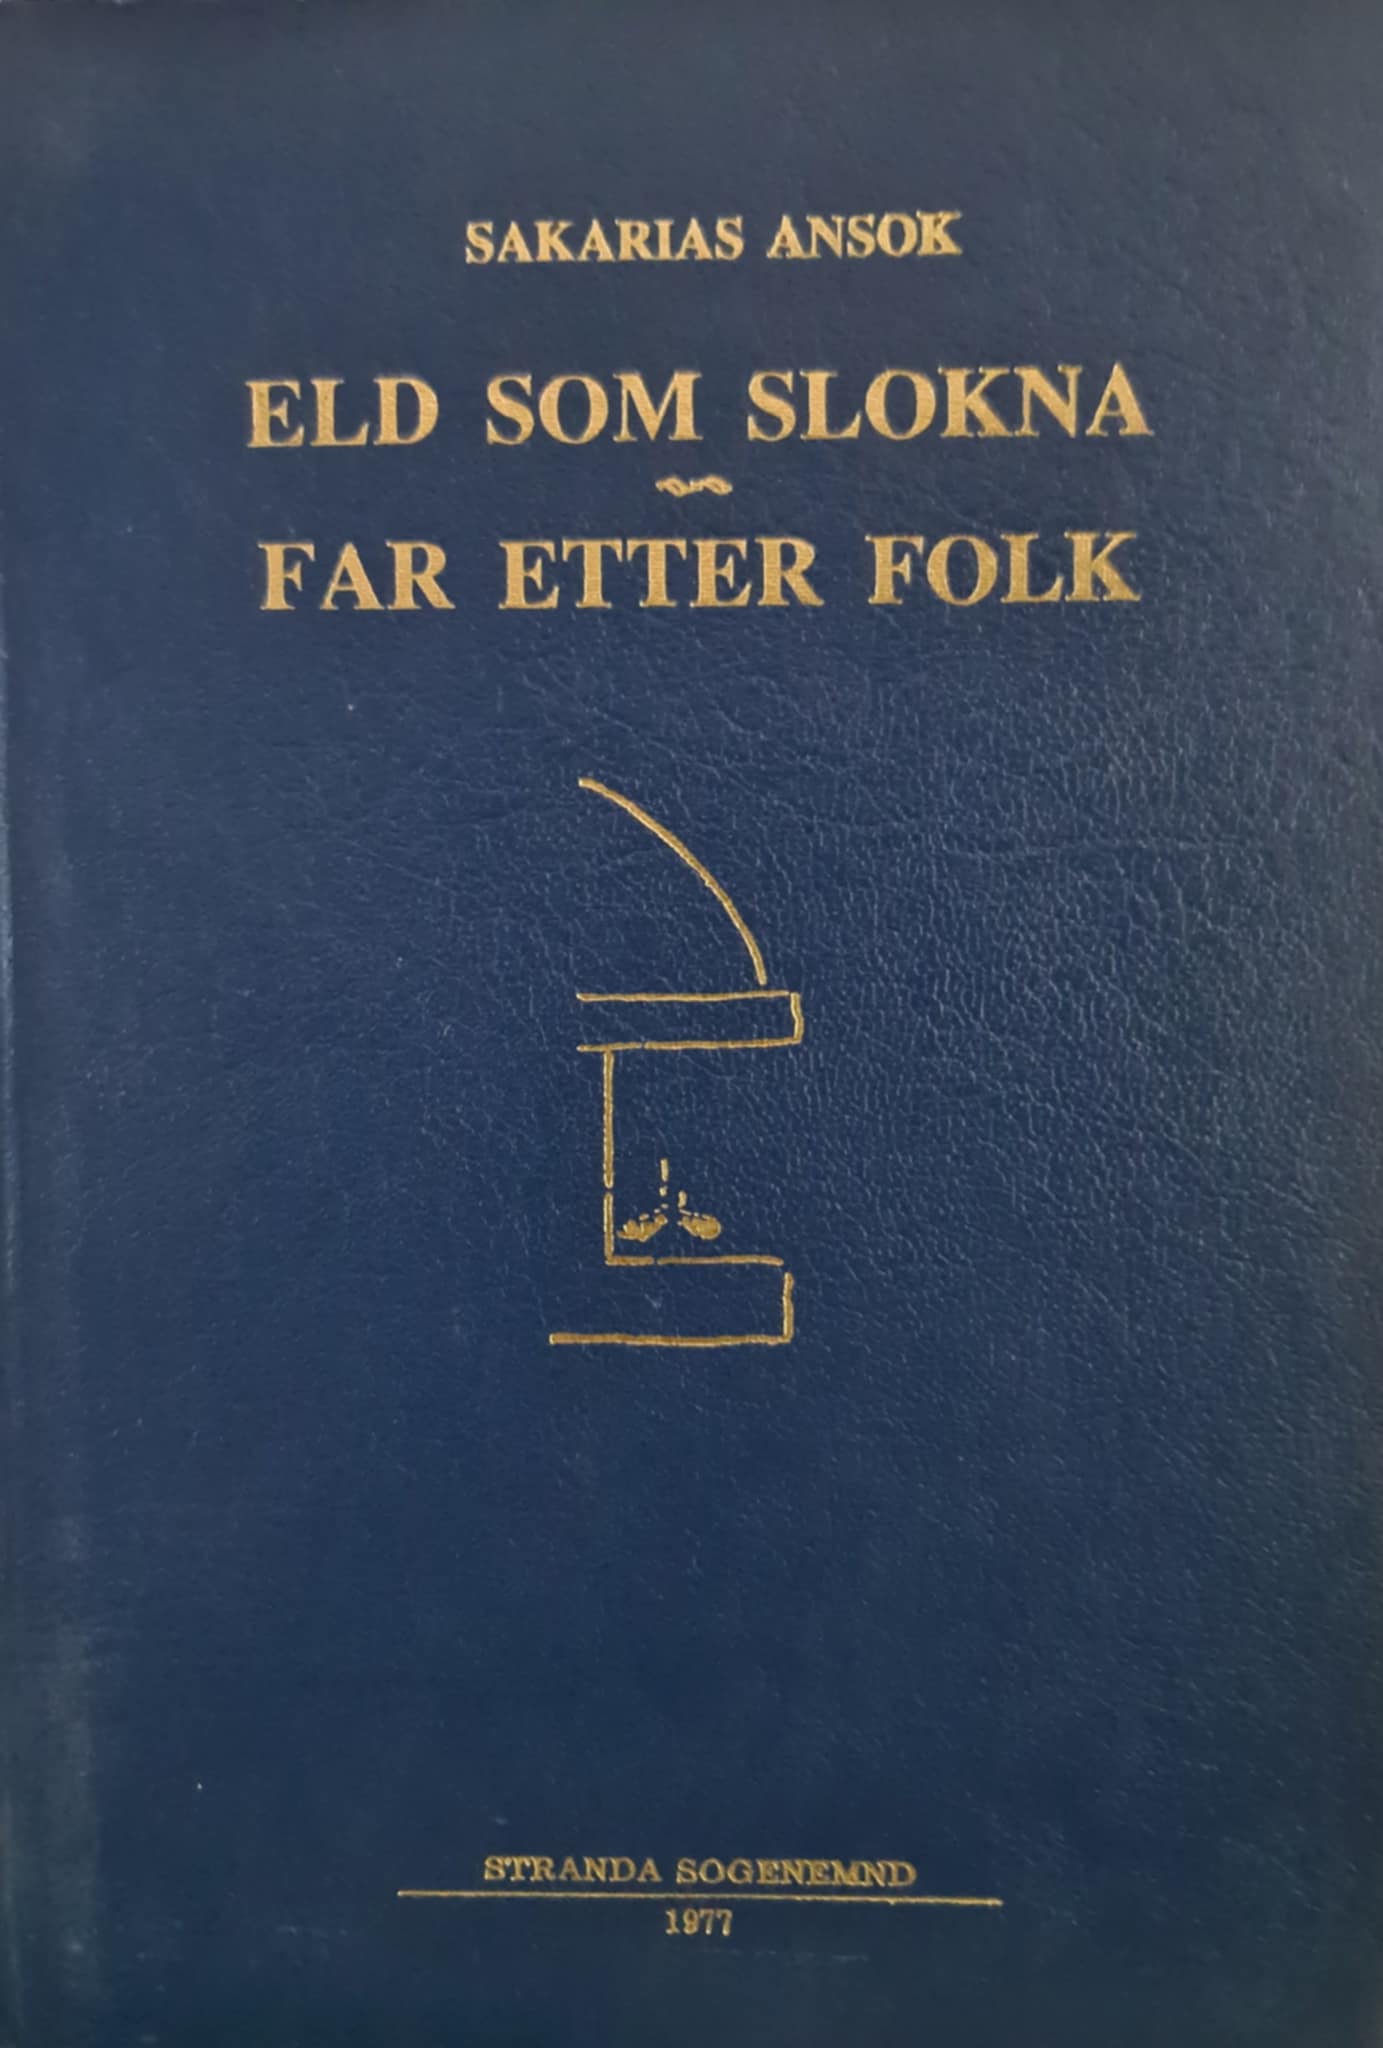 SAKARIAS ANSOK
ELD SOM SLOKNA
FAR ETTER FOLK
STRANDA SOGENEMND
1977